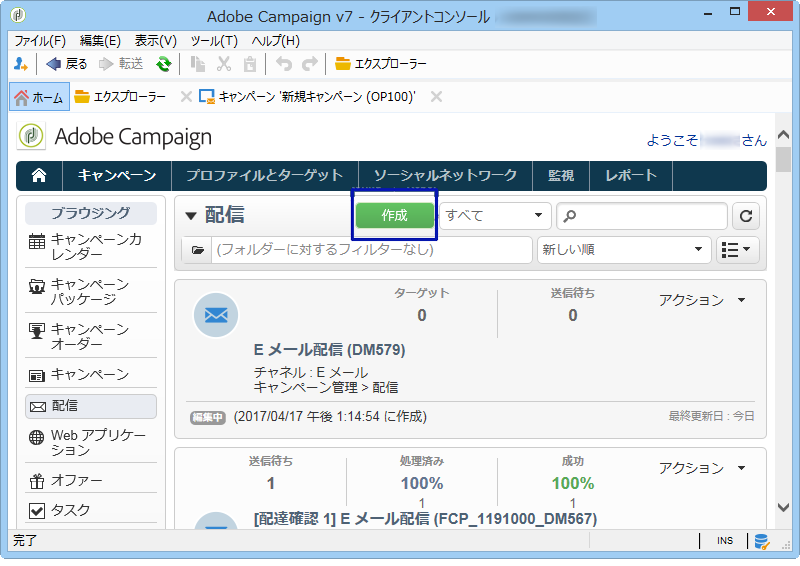 Adobe Campaign v7 - クライアントコンソール
ファイル(F) 編集(E) 表示(V) ツール(T) ヘルプ(H)
戻る 転送 エクスプローラー
ホーム エクスプローラー キャンペーン '新規キャンペーン (OP100)'
Adobe Campaign
ようこそ さん
キャンペーン プロファイルとターゲット ソーシャルネットワーク 監視 レポート
ブラウジング
キャンペーンカ
レンダー
キャンペーン
パッケージ
キャンペーン
オーダー
キャンペーン
配信
Web アプリケー
ション
オファー
タスク
配信 作成 すべて
(フォルダーに対するフィルターなし) 新しい順
ターゲット 送信待ち アクション
0 0
E メール配信 (DM579)
チャネル : E メール
キャンペーン管理 > 配信
編集中 (2017/04/17 午後 1:14:54 に作成) 最終更新日 : 今日
送信待ち 処理済み 成功 アクション
1 100% 100%
1 1
[配達確認 1] E メール配信 (FCP_1191000_DM567)
完了 INS